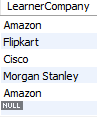 LearnerCompany
Amazon
Flipkart
Cisco
Morgan Stanley
Amazon
NULL